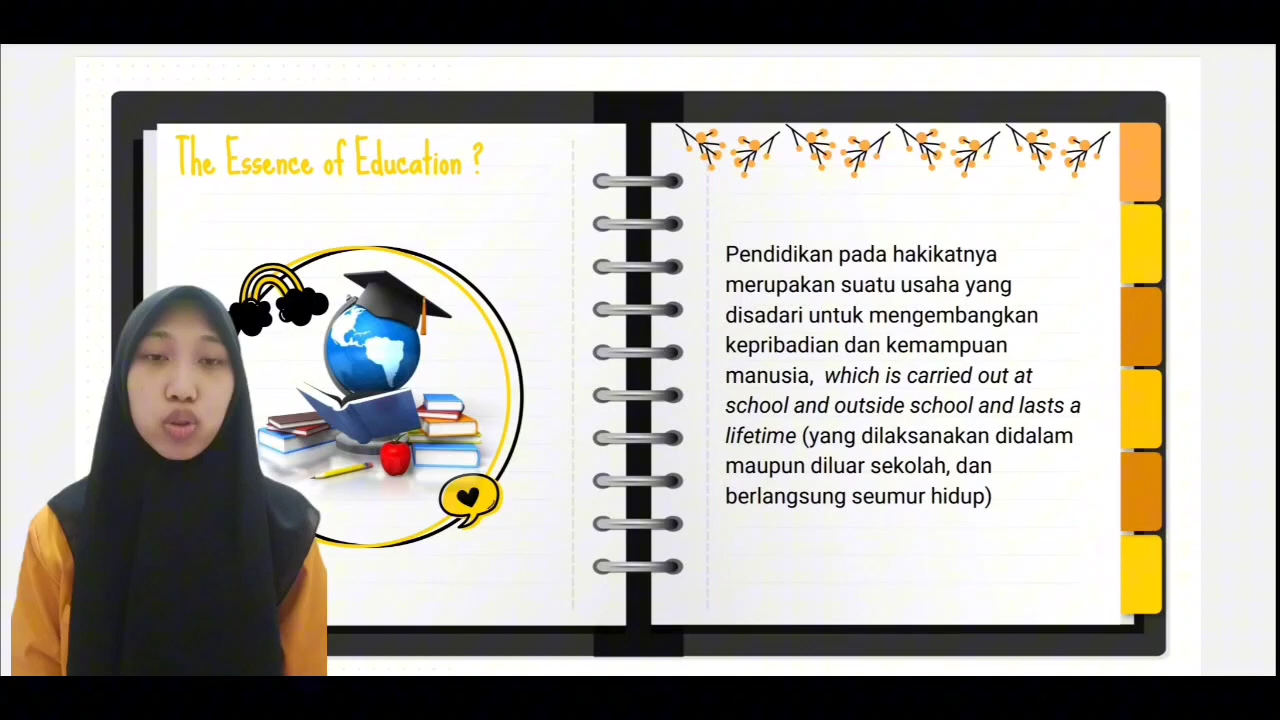 The Essence of Education ?
Pendidikan pada hakikatnya
merupakan suatu usaha yang
disadari untuk mengembangkan
kepribadian dan kemampuan
manusia, which is carried out at
school and outside school and lasts a
lifetime (yang dilaksanakan didalam
maupun diluar sekolah, dan
berlangsung seumur hidup)